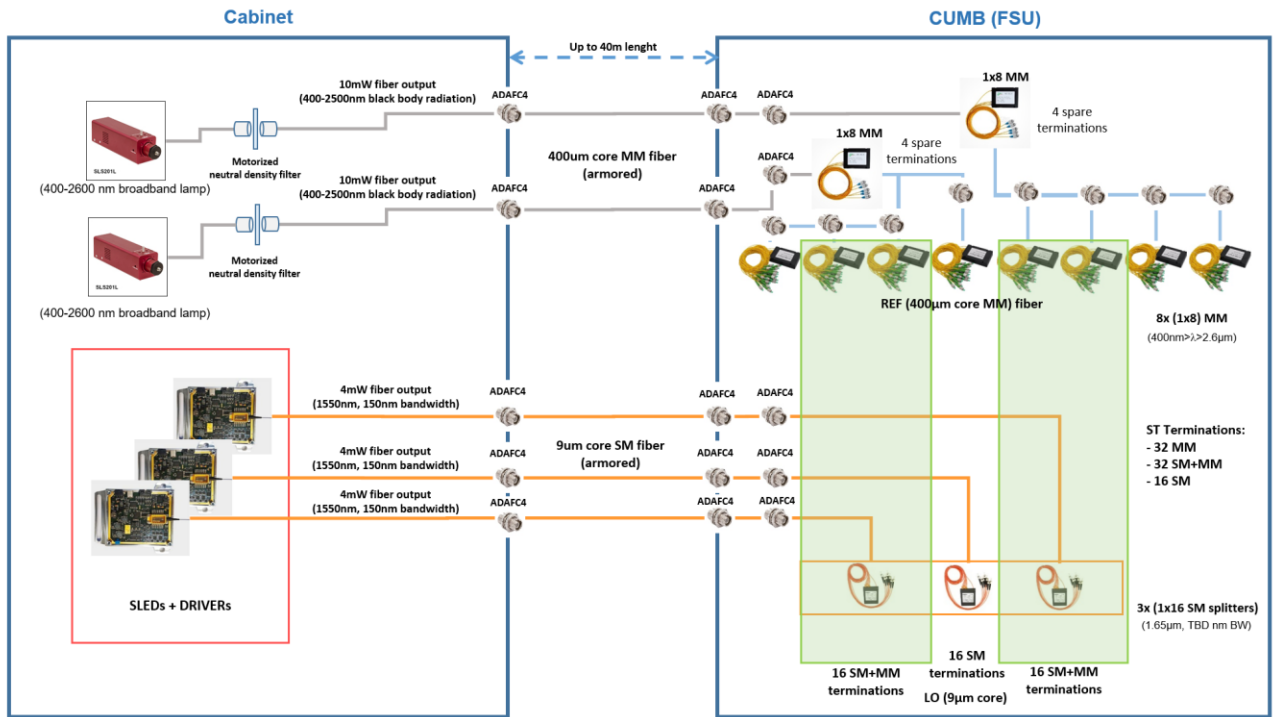 Cabinet
CUMB (FSU)
Up to 40m lenght
10mW fiber output
(400-2500nm black body radiation)
ADAFC4
ADAFC4
ADAFC4
1x8 MM
4 spare
terminations
SLS201L
Motorized
neutral density filter
(400-2600 nm broadband lamp)
400um core MM fiber
(armored)
1x8 MM
4 spare
terminations
ADAFC4
10mW fiber output
(400-2500nm black body radiation)
ADAFC4
ADAFC4
SLS201L
Motorized
neutral density filter
(400-2600 nm broadband lamp)
REF (400µm core MM) fiber
8x (1x8) MM
(400nm>λ>2.6µm)
4mW fiber output
(1550nm, 150nm bandwidth)
ADAFC4
ADAFC4
ADAFC4
9um core SM fiber
(armored)
4mW fiber output
(1550nm, 150nm bandwidth)
ADAFC4
ADAFC4
ADAFC4
4mW fiber output
(1550nm, 150nm bandwidth)
ADAFC4
ADAFC4
ADAFC4
ST Terminations:
- 32 MM
- 32 SM+MM
- 16 SM
SLEDs + DRIVERs
3x (1x16 SM splitters)
(1.65µm, TBD nm BW)
16 SM+MM
terminations
16 SM
terminations
LO (9µm core)
16 SM+MM
terminations